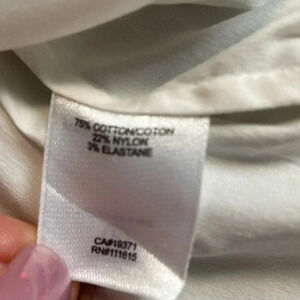 75% COTTON/COTON
22% NYLON
3% ELASTANE
CA#19371
RN#111615